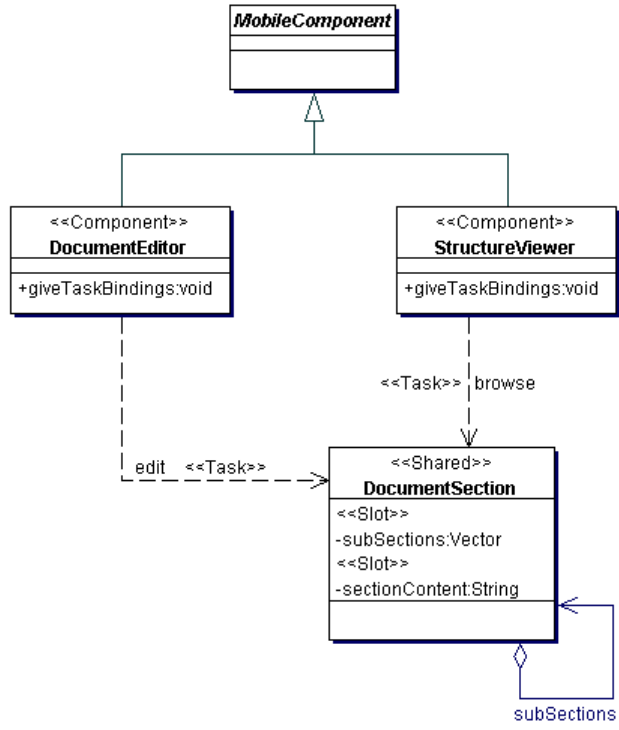 MobileComponent
<<Component>>
DocumentEditor
+giveTaskBindings:void
<<Component>>
StructureViewer
+giveTaskBindings:void
<<Task>> browse
edit <<Task>>
<<Shared>>
DocumentSection
<<Slot>>
-subSections:Vector
<<Slot>>
-sectionContent:String
subSections